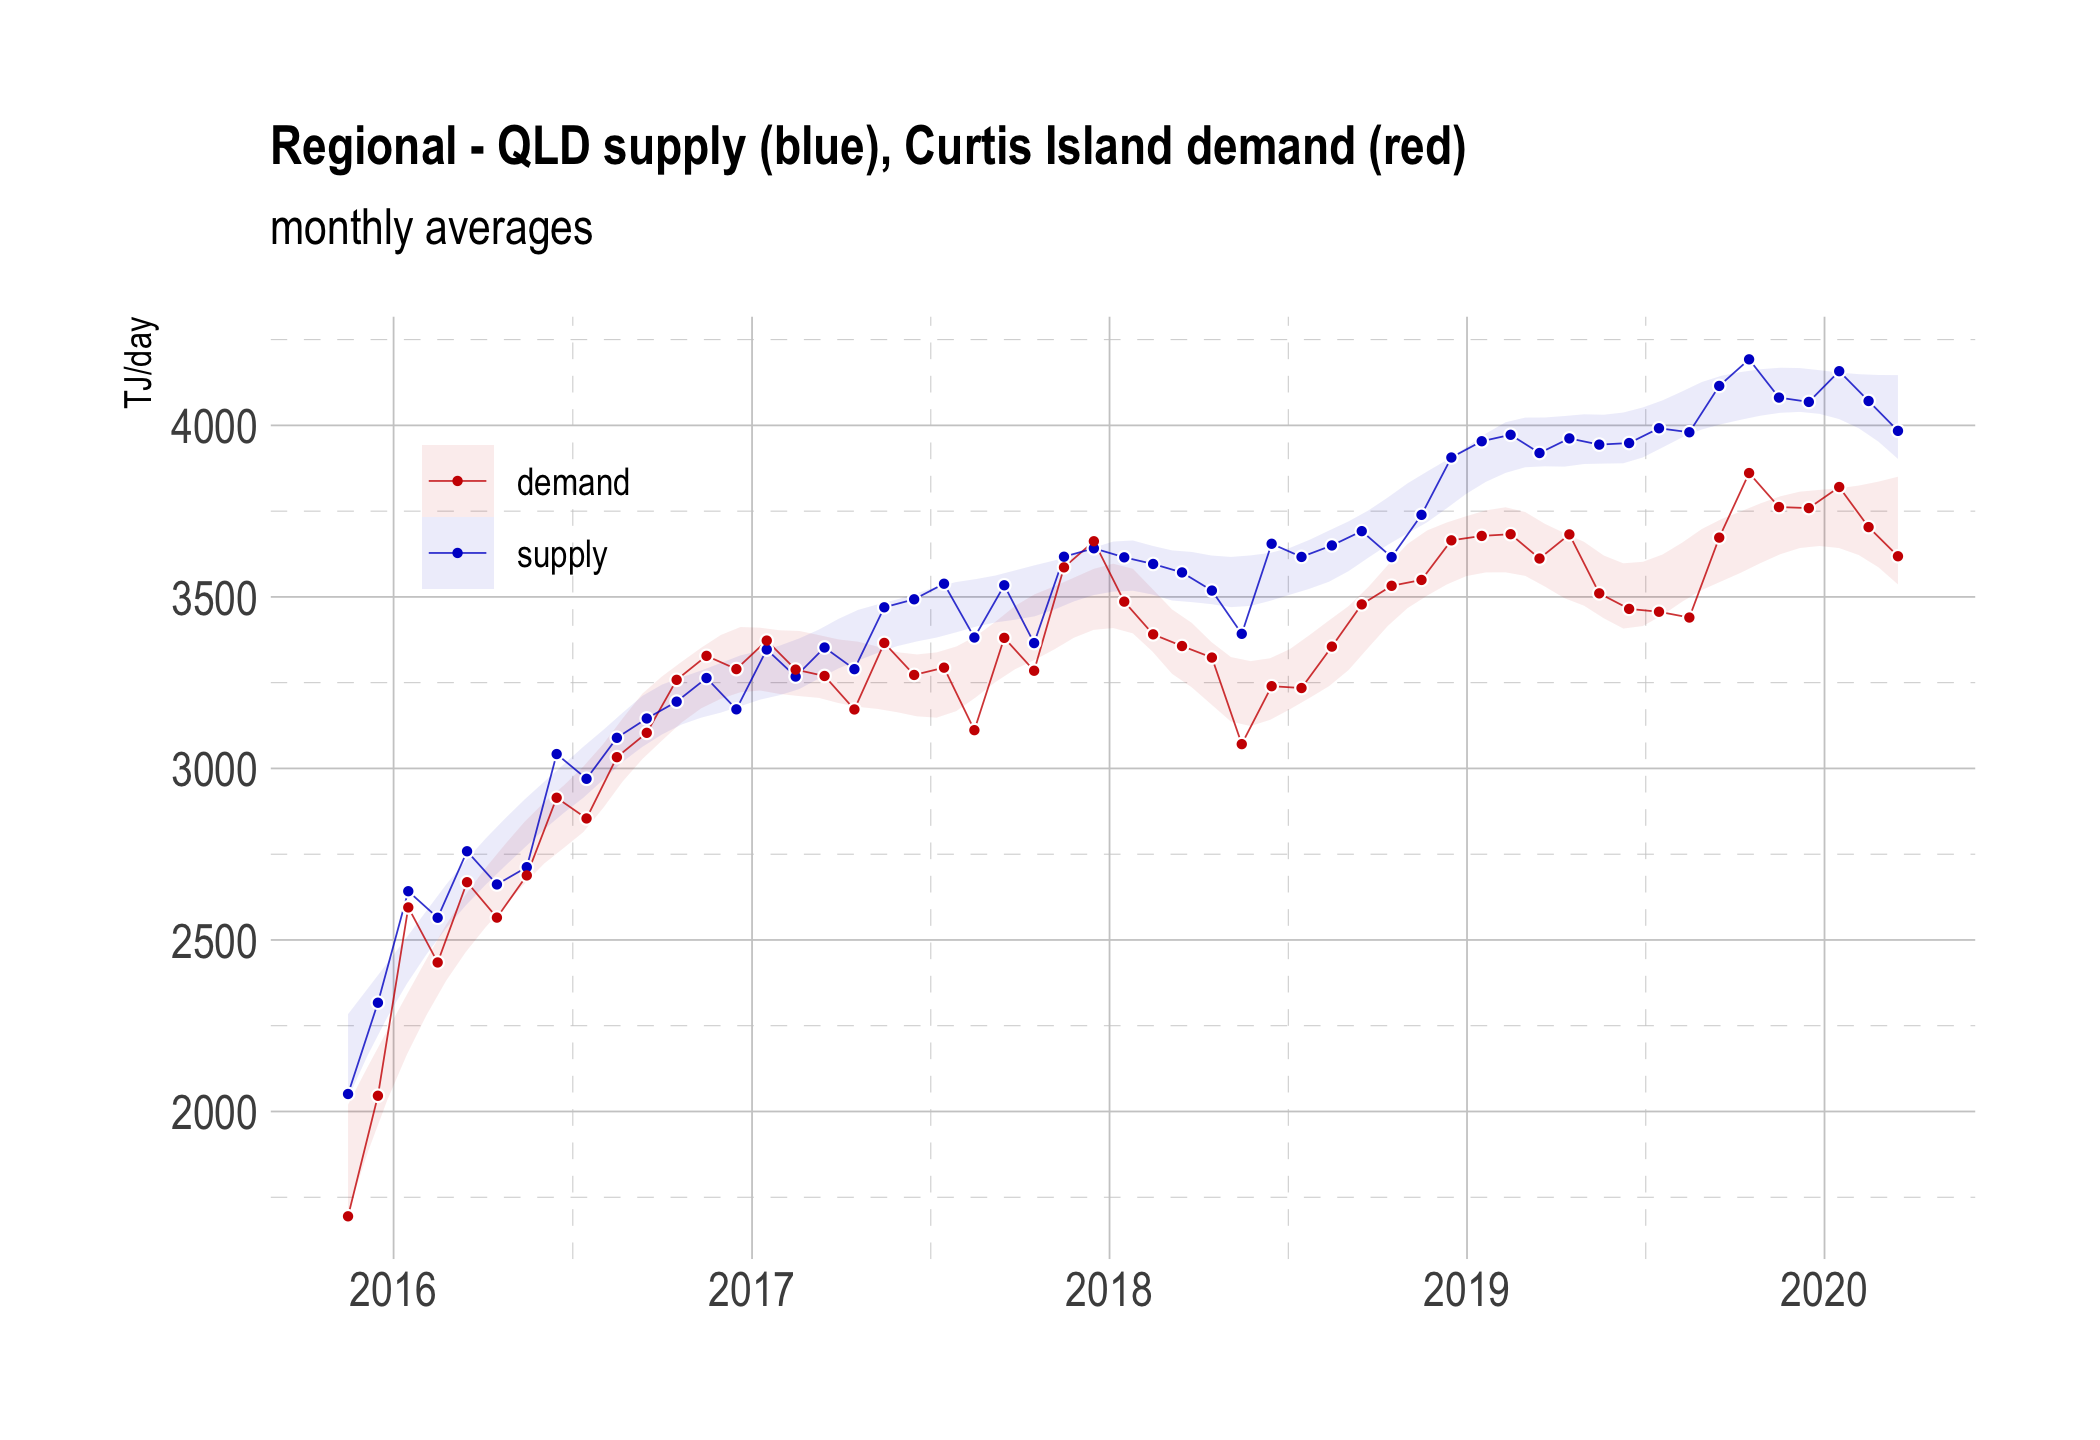 Regional - QLD supply (blue), Curtis Island demand (red)
monthly averages
TJ/day
4000
3500
3000
2500
2000
demand
supply
2016
2017
2018
2019
2020